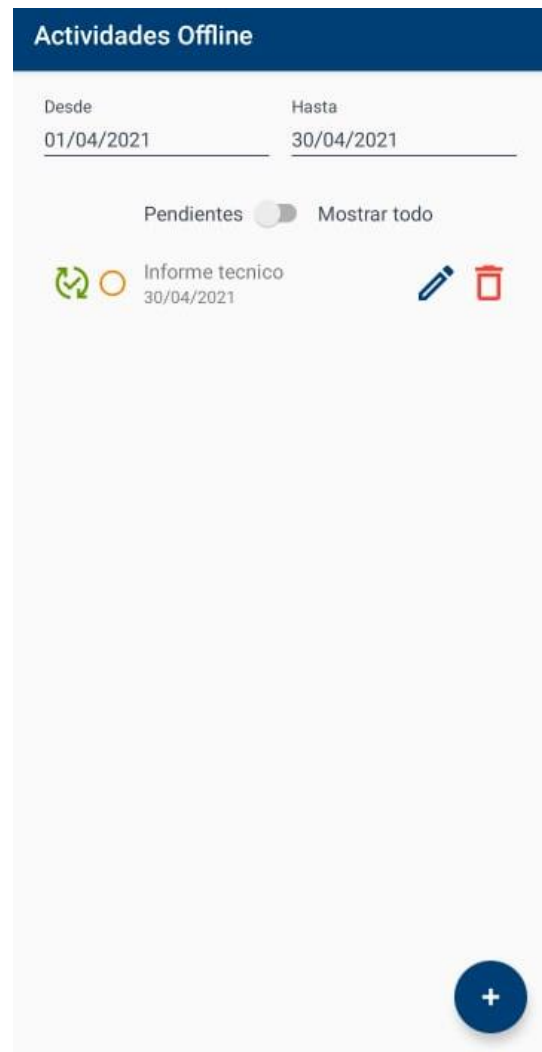 Actividades Offline
Desde Hasta
01/04/2021 30/04/2021
Pendientes Mostrar todo
Informe tecnico
30/04/2021
+